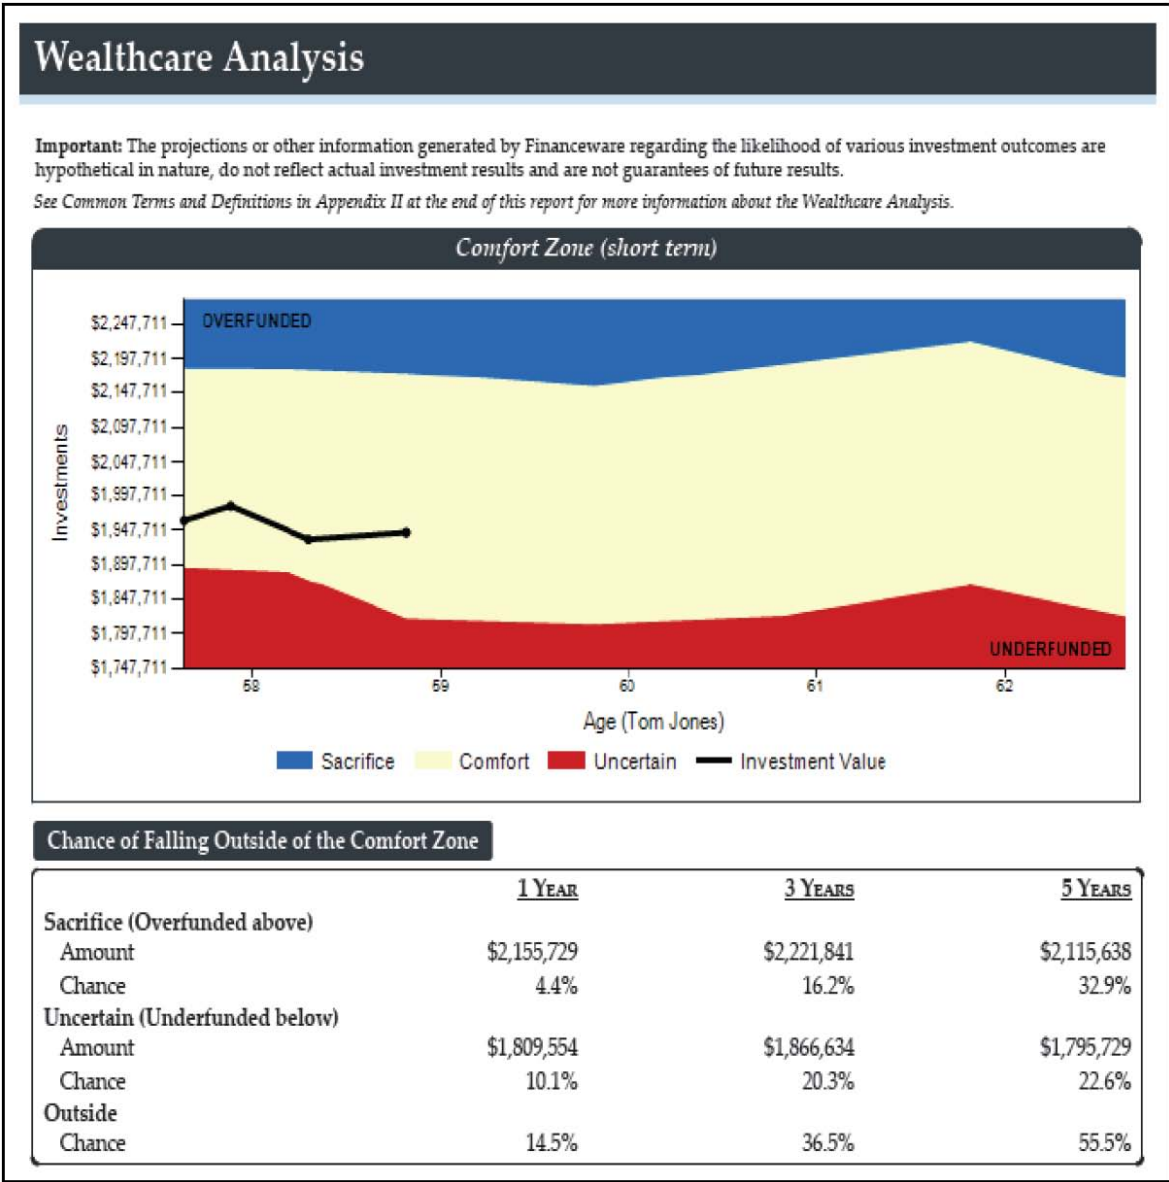 Wealthcare Analysis
Important: The projections or other information generated by Financeware regarding the likelihood of various investment outcomes are
hypothetical in nature, do not reflect actual investment results and are not guarantees of future results.
See Common Terms and Definitions in Appendix II at the end of this report for more information about the Wealthcare Analysis.
Comfort Zone (short term)
OVERFUNDED
$2,247,711
$2,197,711
$2,147,711
$2,097,711
$2,047,711
$1,997,711
$1,947,711
$1,897,711
$1,847,711
$1,797,711
$1,747,711
Investments
UNDERFUNDED
58 59 60 61 62
Age (Tom Jones)
Sacrifice Comfort Uncertain Investment Value
Chance of Falling Outside of the Comfort Zone
1 YEAR 3 YEARS 5 YEARS
Sacrifice (Overfunded above)
Amount $2,155,729 $2,221,841 $2,115,638
Chance 4.4% 16.2% 32.9%
Uncertain (Underfunded below)
Amount $1,809,554 $1,866,634 $1,795,729
Chance 10.1% 20.3% 22.6%
Outside
Chance 14.5% 36.5% 55.5%